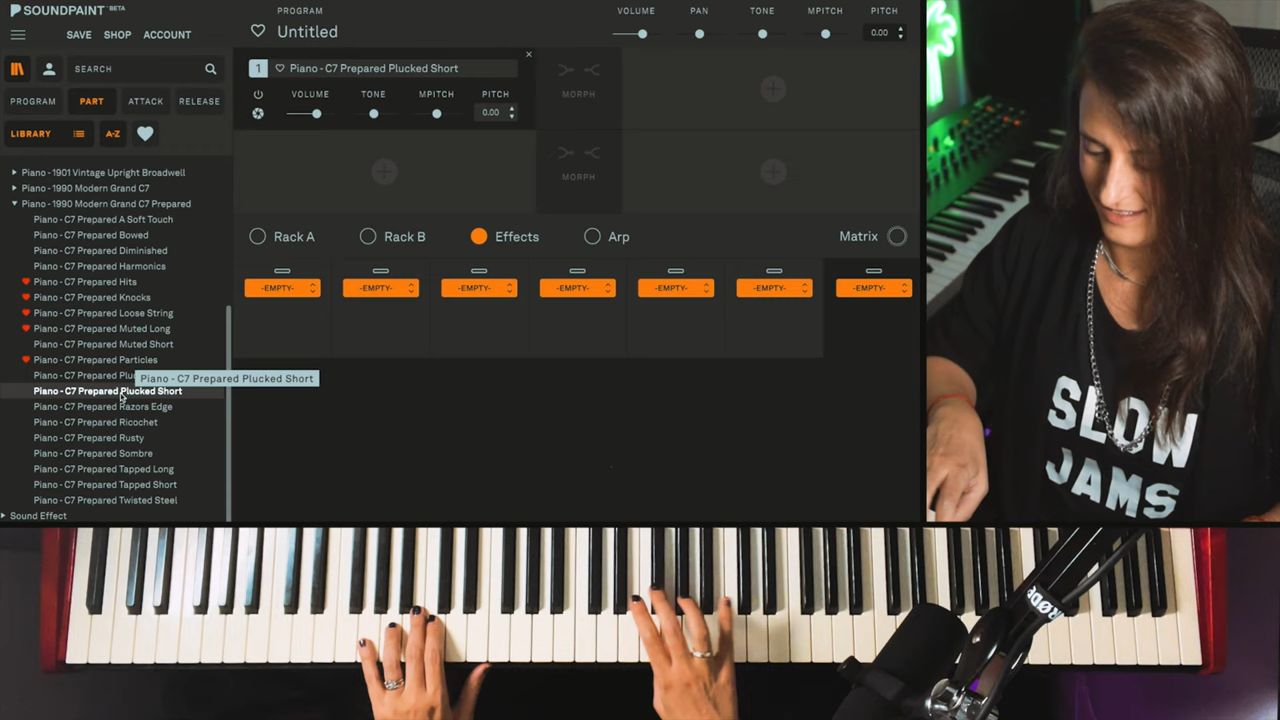 SOUNDPAINT BETA
SAVE SHOP ACCOUNT
SEARCH
PROGRAM PART ATTACK RELEASE
LIBRARY A-Z
Piano - 1901 Vintage Upright Broadwell
Piano - 1990 Modern Grand C7
Piano - 1990 Modern Grand C7 Prepared
Piano - C7 Prepared A Soft Touch
Piano - C7 Prepared Bowed
Piano - C7 Prepared Diminished
Piano - C7 Prepared Harmonics
Piano - C7 Prepared Hits
Piano - C7 Prepared Knocks
Piano - C7 Prepared Loose String
Piano - C7 Prepared Muted Long
Piano - C7 Prepared Muted Short
Piano - C7 Prepared Particles
Piano - C7 Prepared Plu
Piano - C7 Prepared Plucked Short
Piano - C7 Prepared Plucked Short
Piano - C7 Prepared Razors Edge
Piano - C7 Prepared Ricochet
Piano - C7 Prepared Rusty
Piano - C7 Prepared Sombre
Piano - C7 Prepared Tapped Long
Piano - C7 Prepared Tapped Short
Piano - C7 Prepared Twisted Steel
Sound Effect
PROGRAM
Untitled
VOLUME PAN TONE MPITCH PITCH
0.00
1 Piano - C7 Prepared Plucked Short
VOLUME TONE MPITCH PITCH
0.00
MORPH
MORPH
Rack A Rack B Effects Arp Matrix
-EMPTY- -EMPTY- -EMPTY- -EMPTY- -EMPTY- -EMPTY- -EMPTY-
SLOW
JAMS
RØDE